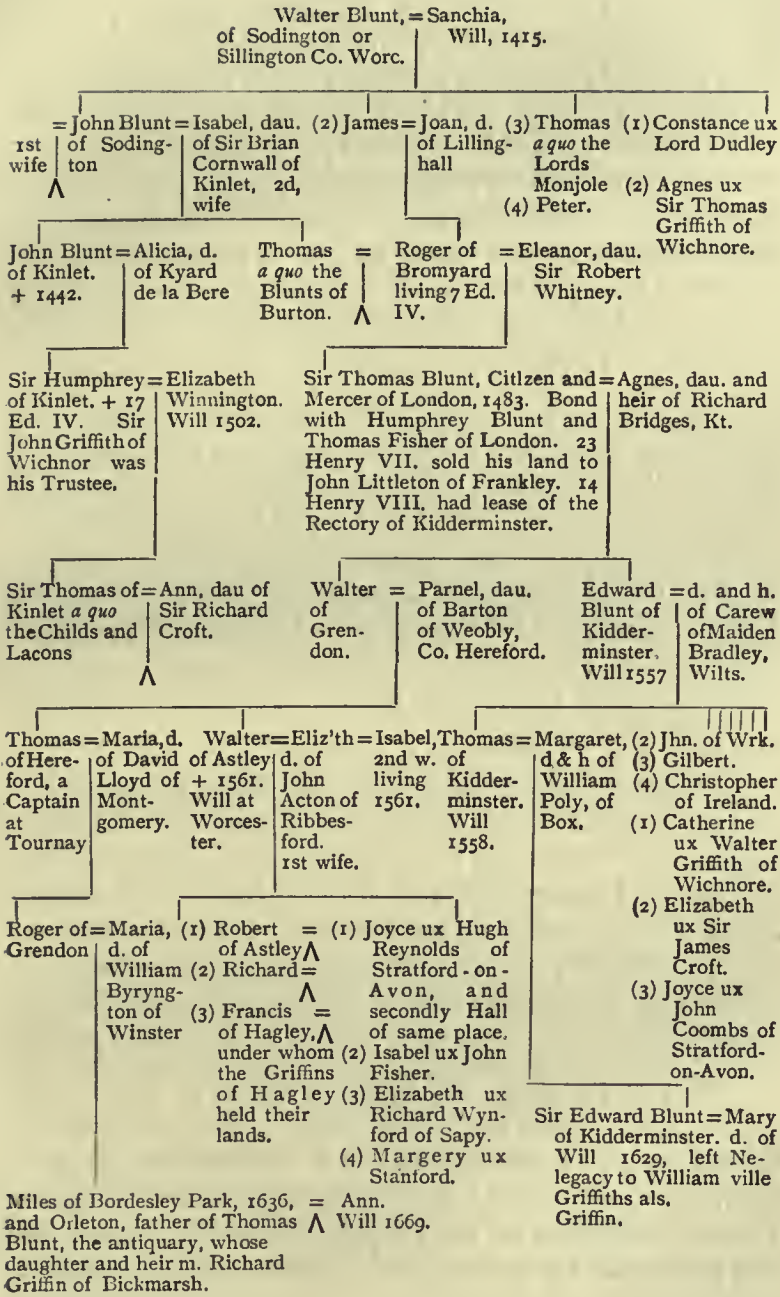 Walter Blunt, = Sanchia,
of Sodington or Will, 1415.
Sillington Co. Worc.
= John Blunt = Isabel, dau. (2) James = Joan, d. (3) Thomas (1) Constance ux
1st of Soding- of Sir Brian of Lilling- a quo the Lord Dudley
wife ton Cornwall of hall Lords
Kinlet, 2d, Monjole (2) Agnes ux
wife (4) Peter. Sir Thomas
Griffith of
Wichnore.
John Blunt = Alicia, d. Thomas = Roger of = Eleanor, dau.
of Kinlet. of Kyard a quo the Bromyard Sir Robert
+ 1442. de la Bere Blunts of living 7 Ed. Whitney.
Burton. IV.
Sir Humphrey = Elizabeth Sir Thomas Blunt, Citlzen and = Agnes, dau. and
of Kinlet. + 17 Winnington. Mercer of London, 1483. Bond heir of Richard
Ed. IV. Sir Will 1502. with Humphrey Blunt and Bridges, Kt.
John Griffith of Thomas Fisher of London. 23
Wichnor was Henry VII. sold his land to
his Trustee. John Littleton of Frankley. 14
Henry VIII. had lease of the
Rectory of Kidderminster.
Sir Thomas of = Ann, dau of Walter = Parnel, dau. Edward = d. and h.
Kinlet a quo Sir Richard of of Barton Blunt of of Carew
the Childs and Croft. Gren- of Weobly, Kidder- of Maiden
Lacons don. Co. Hereford. minster. Bradley,
Will 1557 Wilts.
Thomas = Maria, d. Walter = Eliz'th = Isabel, Thomas = Margaret, (2) Jhn. of Wrk.
of Here- of David of Astley d. of 2nd w. of d & h of (3) Gilbert.
ford, a Lloyd of + 1561. John living Kidder- William (4) Christopher
Captain Mont- Will at Acton of 1561. minster. Poly, of of Ireland.
at gomery. Worces- Ribbes- Will Box. (1) Catherine
Tournay ter. ford. 1558. ux Walter
1st wife. Griffith of
Wichnore.
(2) Elizabeth
ux Sir
James
Croft.
(3) Joyce ux
John
Coombs of
Stratford-
on-Avon.
Roger of = Maria, (1) Robert = (1) Joyce ux Hugh
Grendon d. of of Astley Reynolds of
William (2) Richard = Stratford-on-
Byryng- Avon, and
ton of (3) Francis = secondly Hall
Winster of Hagley, of same place.
under whom (2) Isabel ux John
the Griffins Fisher.
of Hagley (3) Elizabeth ux
held their Richard Wyn-
lands. ford of Sapy.
(4) Margery ux
Stanford.
Sir Edward Blunt = Mary
of Kidderminster. d. of
Will 1629, left Ne-
legacy to William ville
Griffiths als.
Griffin.
Miles of Bordesley Park, 1636, = Ann.
and Orleton, father of Thomas Will 1669.
Blunt, the antiquary, whose
daughter and heir m. Richard
Griffin of Bickmarsh.